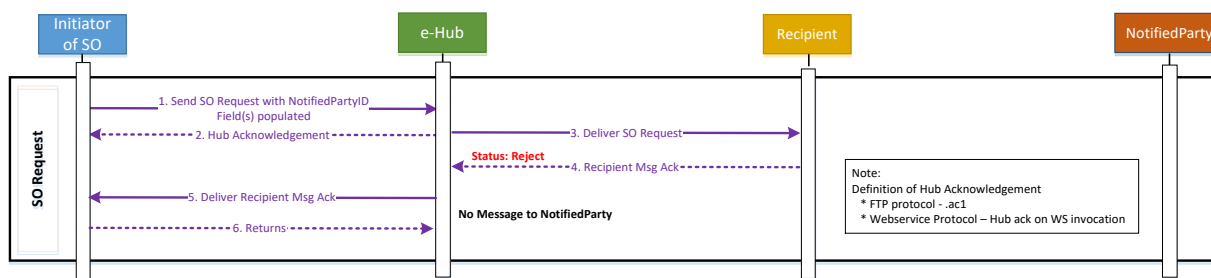 Initiator
of SO
e-Hub
Recipient
NotifiedParty
SO Request
1. Send SO Request with NotifiedPartyID
Field(s) populated
2. Hub Acknowledgement
3. Deliver SO Request
Status: Reject
4. Recipient Msg Ack
5. Deliver Recipient Msg Ack
No Message to NotifiedParty
6. Returns
Note:
Definition of Hub Acknowledgement
* FTP protocol - .ac1
* Webservice Protocol – Hub ack on WS invocation